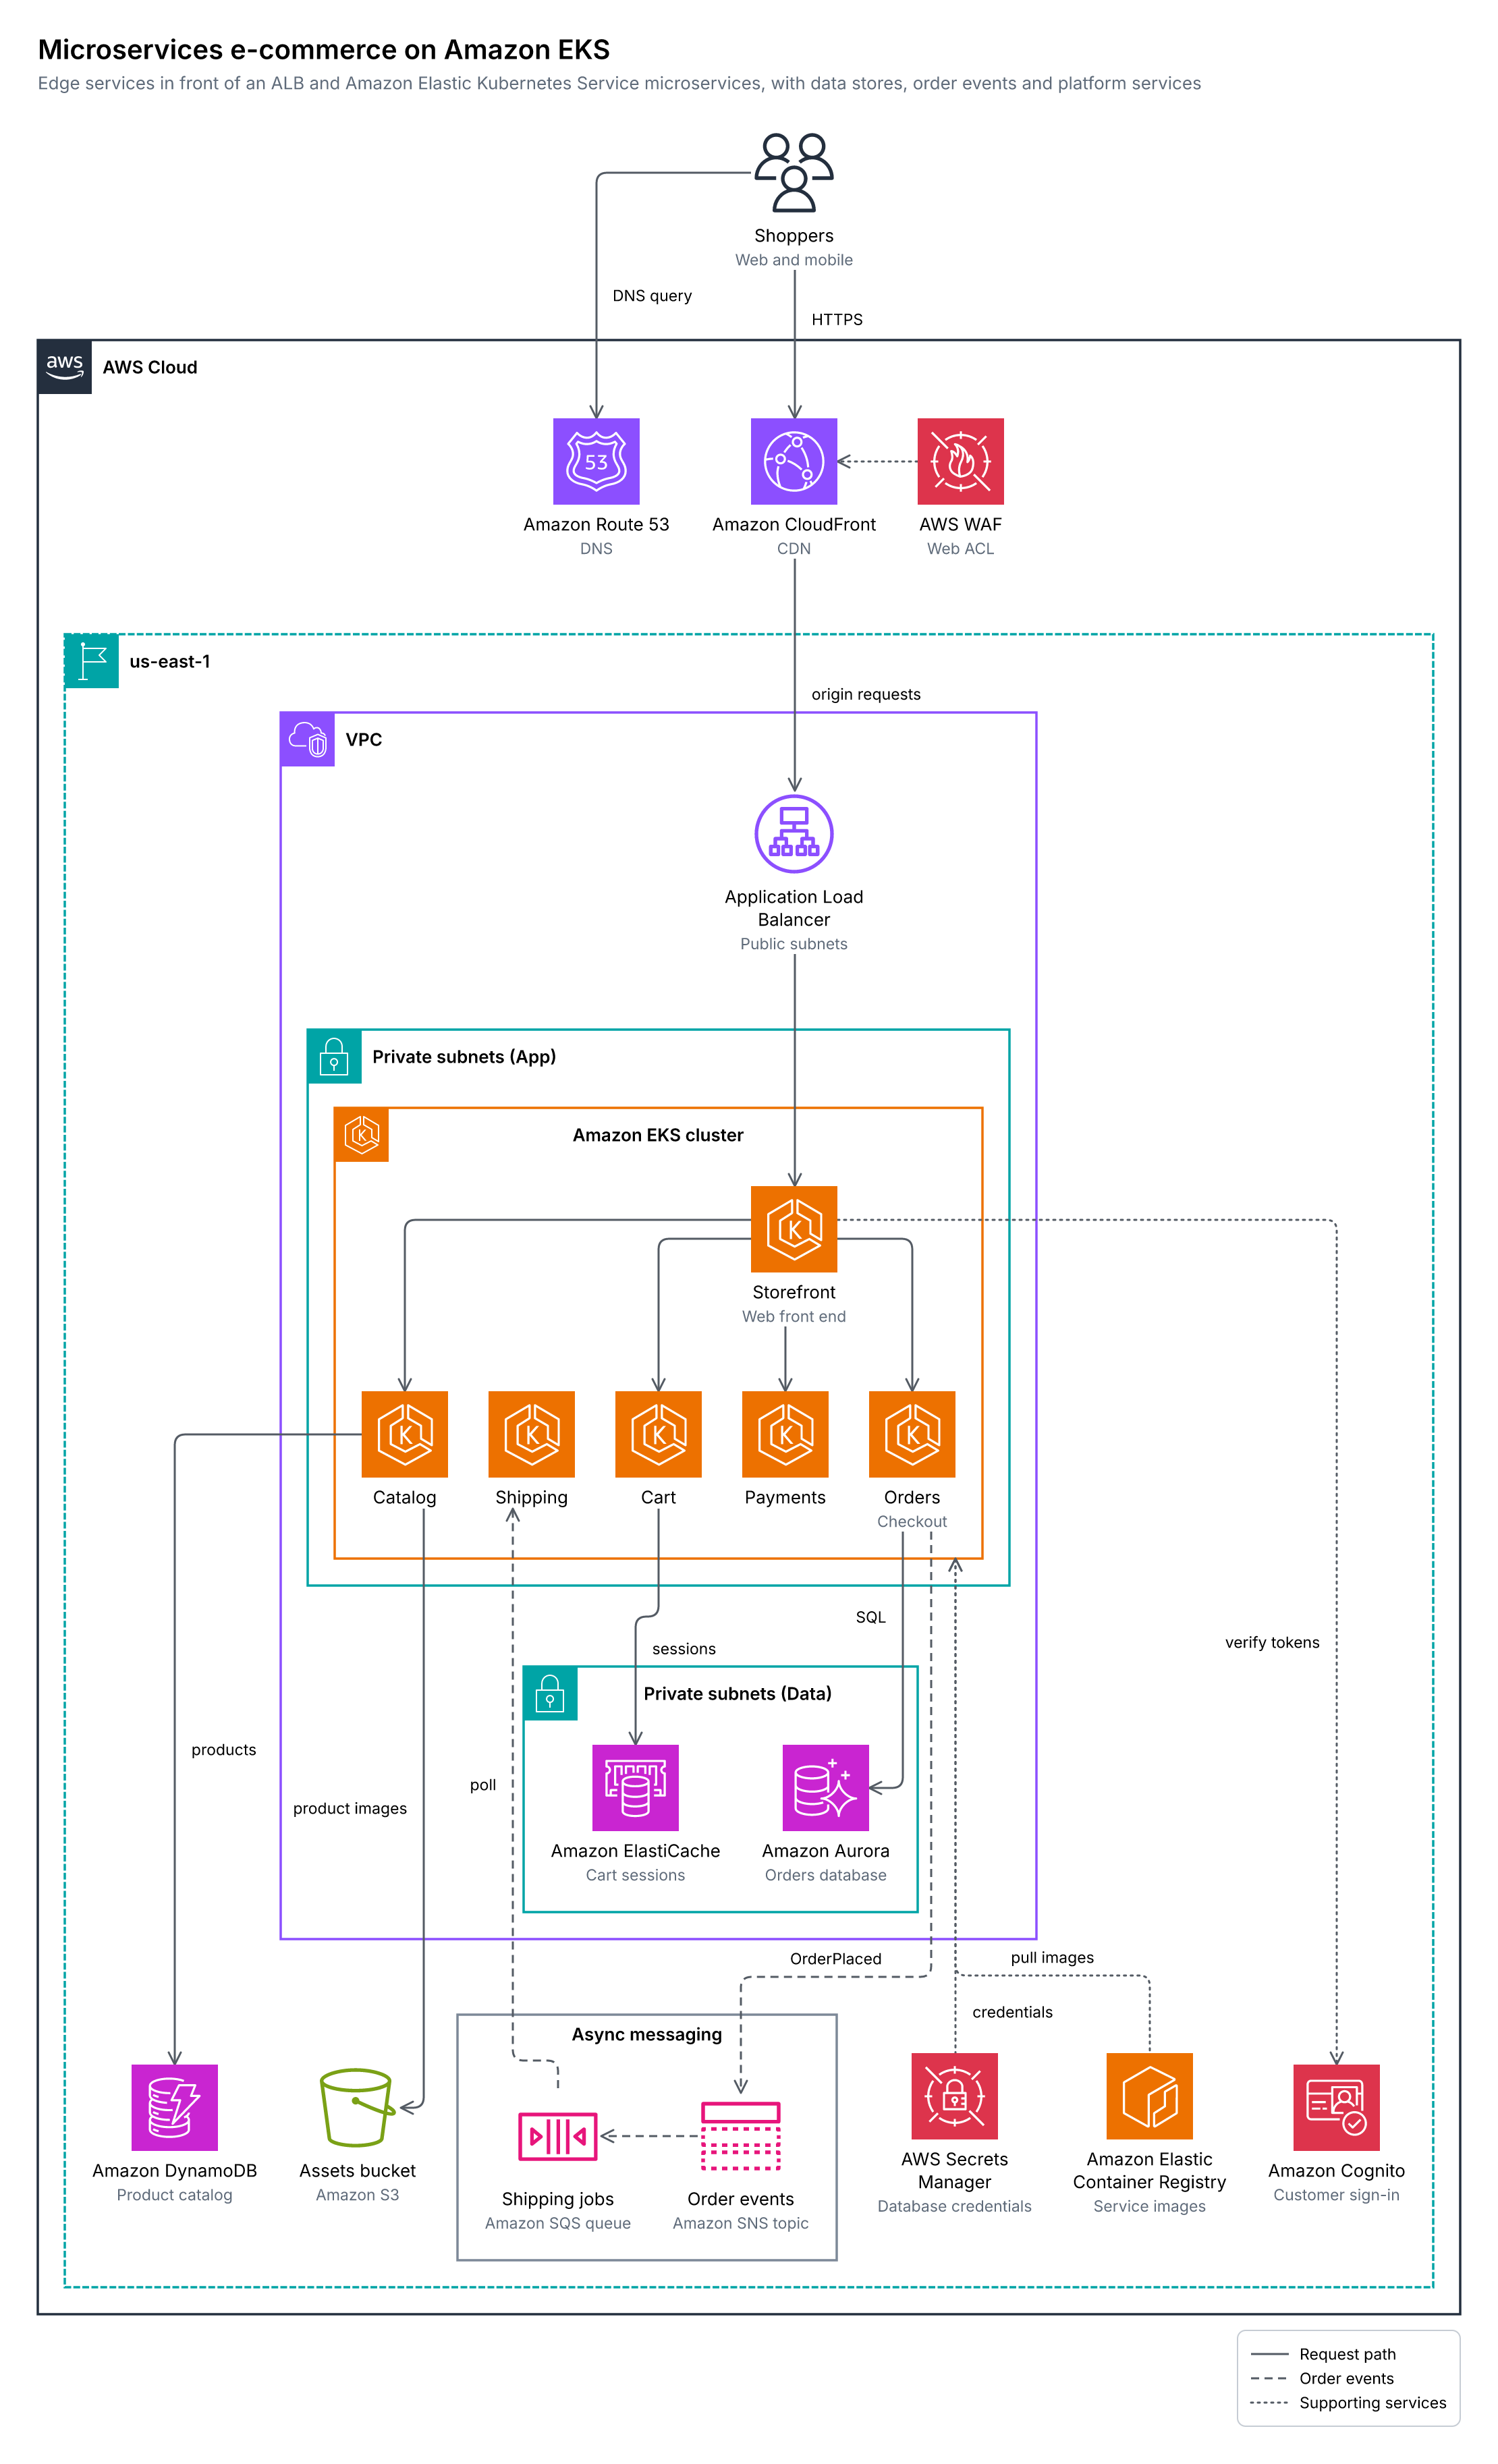 Microservices e-commerce on Amazon EKS
Edge services in front of an ALB and Amazon Elastic Kubernetes Service microservices, with data stores, order events and platform services
Shoppers
Web and mobile
DNS query
HTTPS
aws
AWS Cloud
53
Amazon Route 53
DNS
Amazon CloudFront
CDN
AWS WAF
Web ACL
us-east-1
origin requests
VPC
Application Load
Balancer
Public subnets
Private subnets (App)
K
Amazon EKS cluster
K
Storefront
Web front end
K
Catalog
K
Shipping
K
Cart
K
Payments
K
Orders
Checkout
SQL
sessions
verify tokens
Private subnets (Data)
products
poll
product images
Amazon ElastiCache
Cart sessions
Amazon Aurora
Orders database
OrderPlaced
pull images
credentials
Async messaging
Amazon DynamoDB
Product catalog
Assets bucket
Amazon S3
Shipping jobs
Amazon SQS queue
Order events
Amazon SNS topic
AWS Secrets
Manager
Database credentials
Amazon Elastic
Container Registry
Service images
Amazon Cognito
Customer sign-in
Request path
Order events
Supporting services